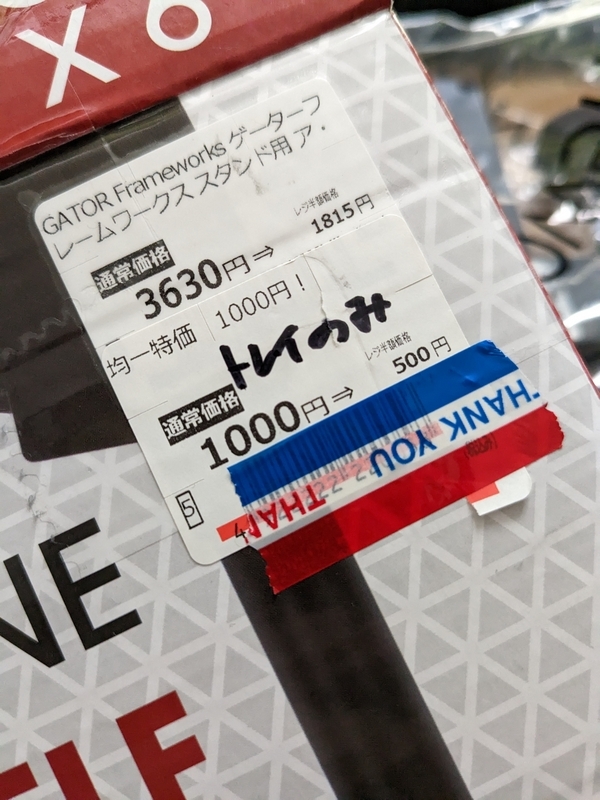 X 6
GATOR Frameworks ゲーターフ
レームワークス スタンド用 ア・
レジ半額価格
通常価格
3630円⇒
1815円
均一特価
1000円！
トレイのみ
レジ半額価格
通常価格
1000円⇒
500円
5
THANK YOU
THAN
NE